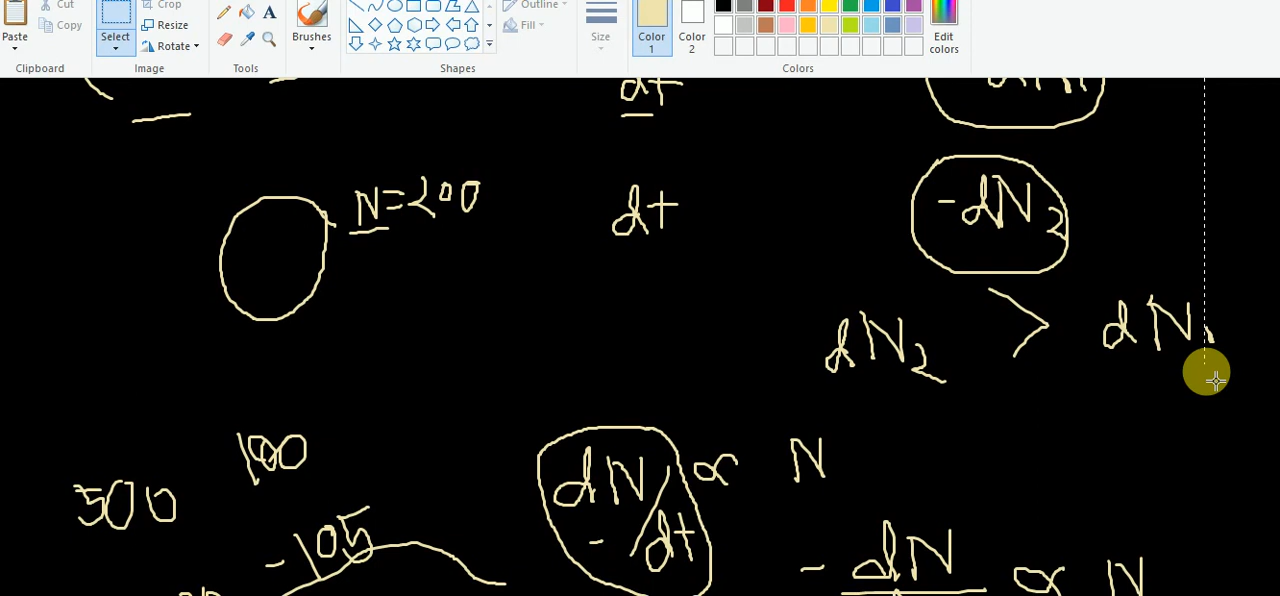 Cut
Crop
Outline
Paste
Copy
Resize
Rotate
Select
A
Brushes
Fill
Size
Color 1
Color 2
Edit colors
Clipboard
Image
Tools
Shapes
Colors
dt
N=200
dt
-dN2
dN2 > dN1
100
500
dN/-dt ∝ N
-105
-dN ∝ N